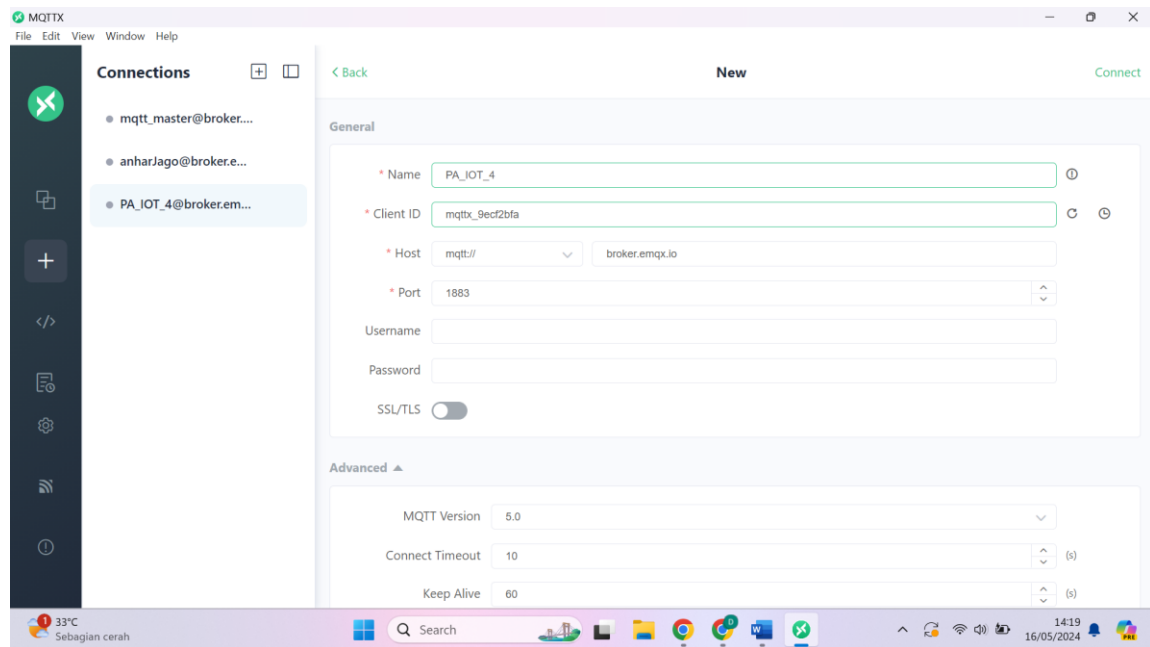 MQTTX
File Edit View Window Help
Connections
< Back
New
Connect
mqtt_master@broker....
anharJago@broker.e...
PA_IOT_4@broker.em...
General
* Name PA_IOT_4
* Client ID mqttx_9ecf2bfa
* Host mqtt:// broker.emqx.io
* Port 1883
Username
Password
SSL/TLS
Advanced
MQTT Version 5.0
Connect Timeout 10 (s)
Keep Alive 60 (s)
1 33°C
Sebagian cerah
Search
14:19
16/05/2024
PRE